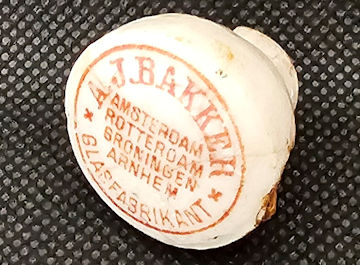 A.J. BAKKER
AMSTERDAM
ROTTERDAM
GRONINGEN
ARNHEM
GLASFABRIKANT